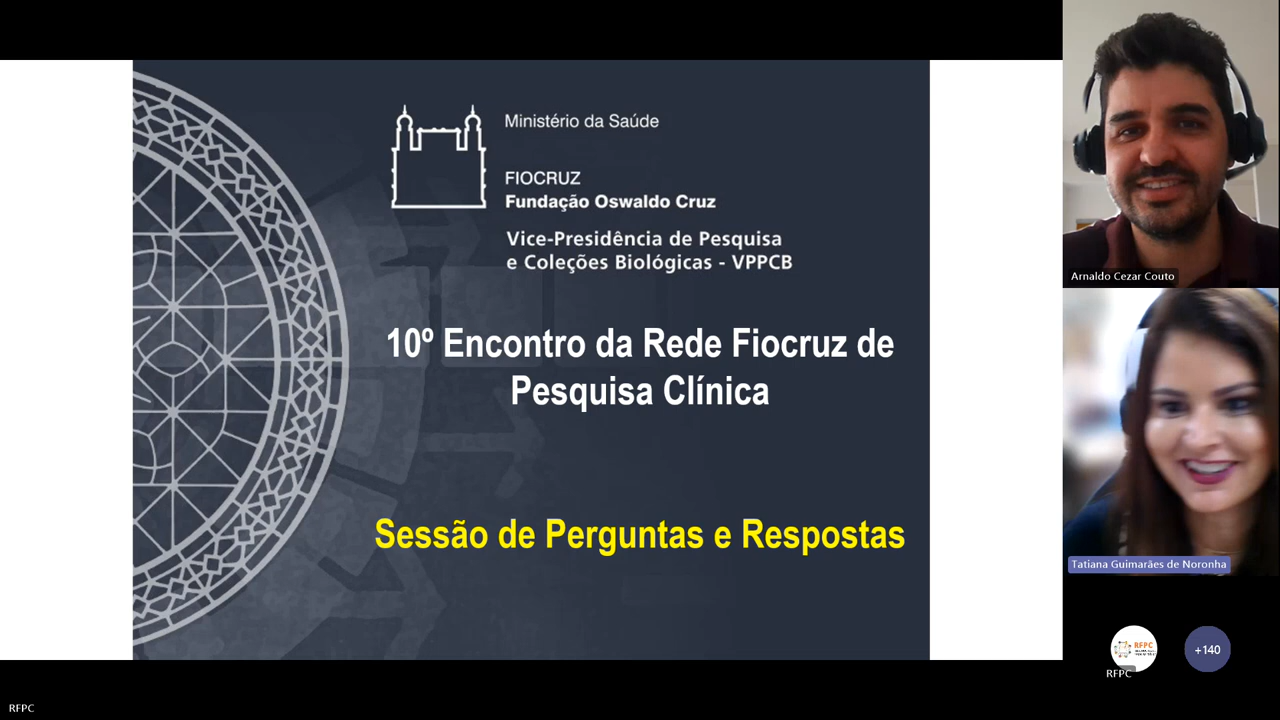 Ministério da Saúde
FIOCRUZ
Fundação Oswaldo Cruz
Vice-Presidência de Pesquisa
e Coleções Biológicas - VPPCB
10º Encontro da Rede Fiocruz de
Pesquisa Clínica
Sessão de Perguntas e Respostas
Arnaldo Cezar Couto
Tatiana Guimarães de Noronha
RFPC
+140
RFPC
RFPC